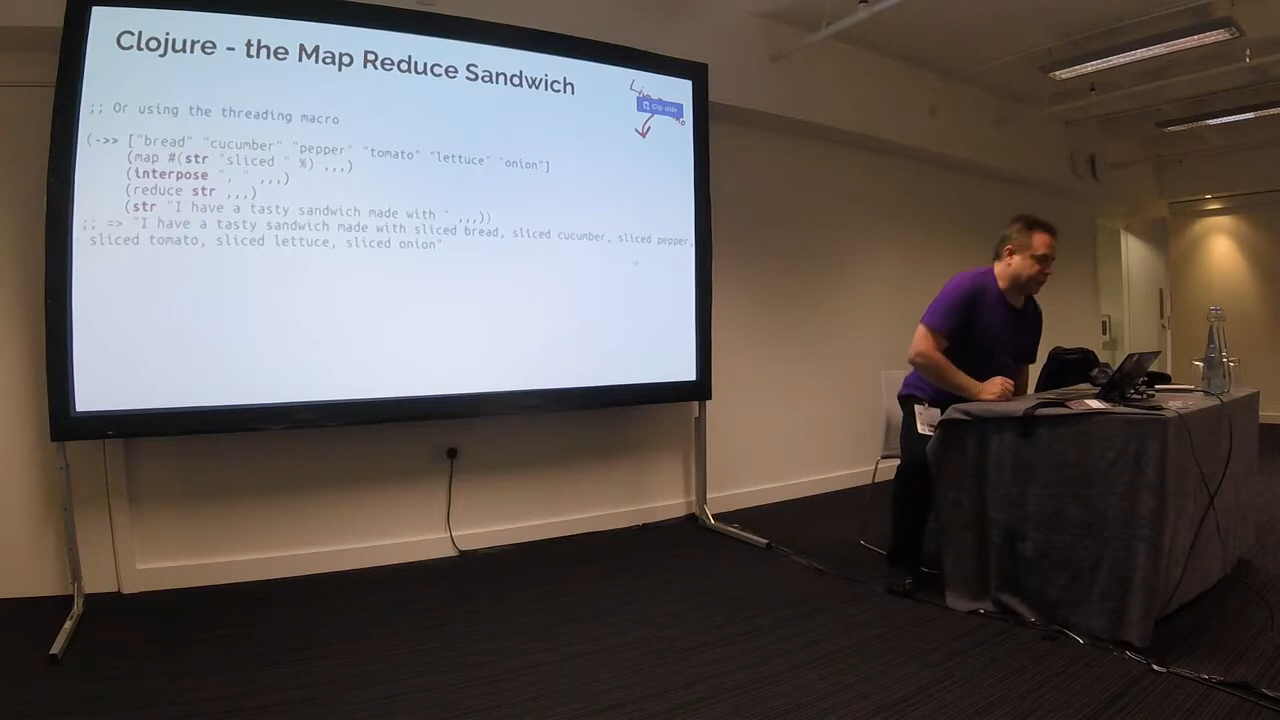 Clojure - the Map Reduce Sandwich
Clip slide
;; Or using the threading macro
(->> ["bread" "cucumber" "pepper" "tomato" "lettuce" "onion"]
(map #(str "sliced " %) ,,,)
(interpose ", " ,,,)
(reduce str ,,,)
(str "I have a tasty sandwich made with " ,,,))
;; => "I have a tasty sandwich made with sliced bread, sliced cucumber, sliced pepper,
sliced tomato, sliced lettuce, sliced onion"